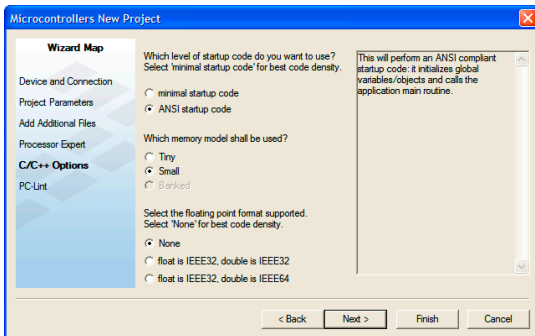 Microcontrollers New Project
Wizard Map
Device and Connection
Project Parameters
Add Additional Files
Processor Expert
C/C++ Options
PC-Lint
Which level of startup code do you want to use?
Select 'minimal startup code' for best code density.
minimal startup code
ANSI startup code
Which memory model shall be used?
Tiny
Small
Banked
Select the floating point format supported.
Select 'None' for best code density.
None
float is IEEE32, double is IEEE32
float is IEEE32, double is IEEE64
This will perform an ANSI compliant
startup code: it initializes global
variables/objects and calls the
application main routine.
< Back
Next >
Finish
Cancel